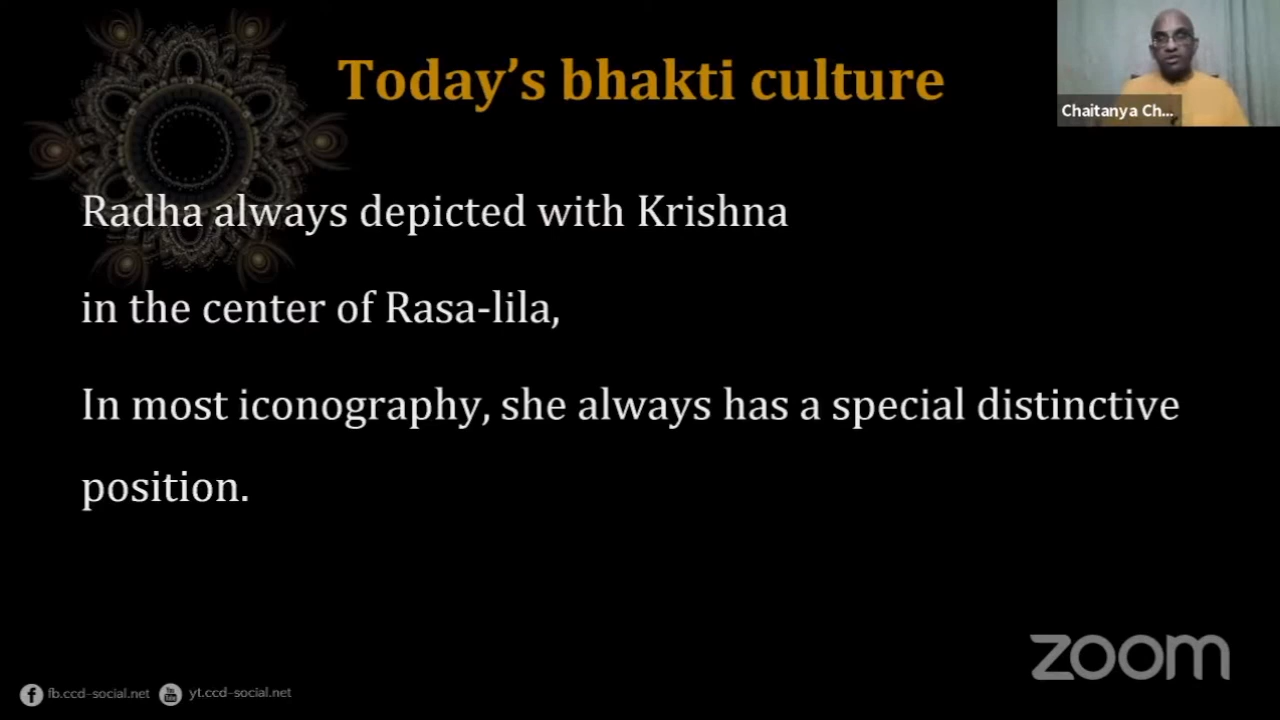 Today's bhakti culture
Chaitanya Ch...
Radha always depicted with Krishna
in the center of Rasa-lila,
In most iconography, she always has a special distinctive
position.
zoom
fb.ccd-social.net
yt.ccd-social.net